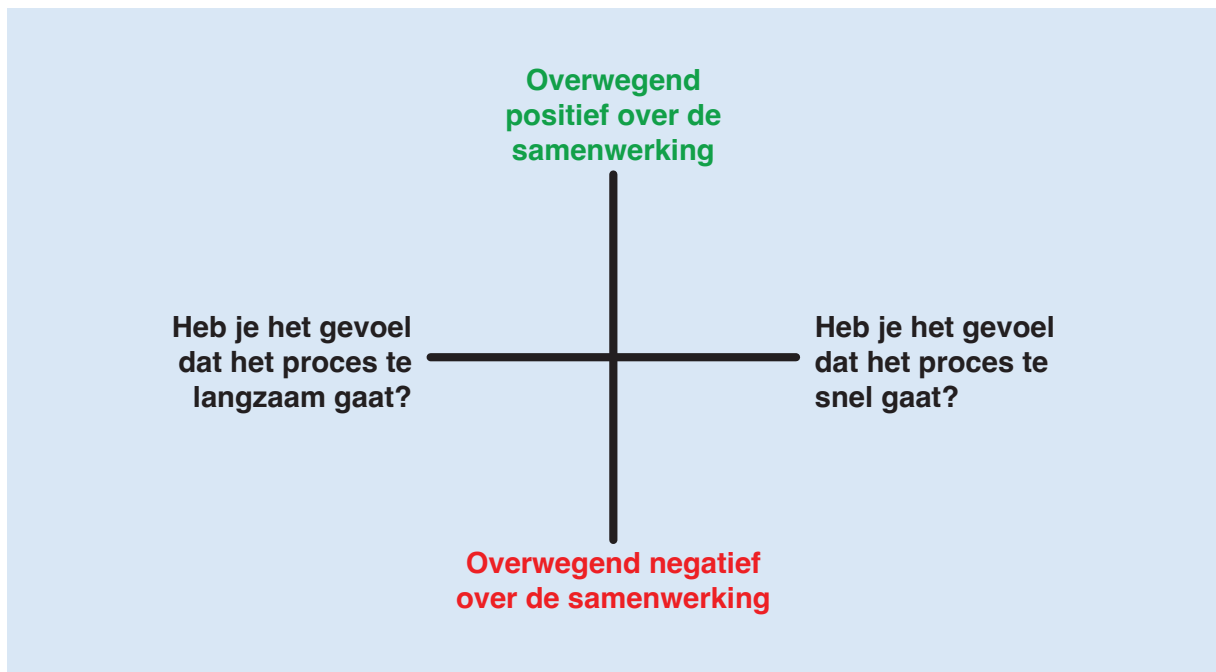 Overwegend
positief over de
samenwerking
Heb je het gevoel
dat het proces te
langzaam gaat?
Heb je het gevoel
dat het proces te
snel gaat?
Overwegend negatief
over de samenwerking